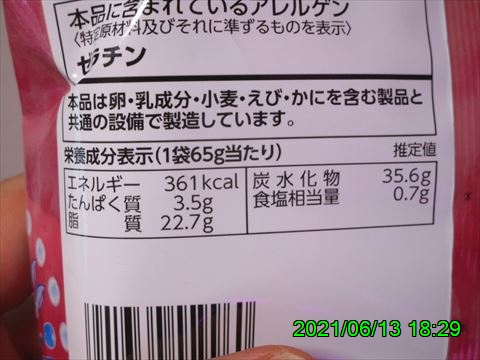 本品に含まれているアレルゲン
〈特定原材料及びそれに準ずるものを表示〉
ゼラチン
本品は卵・乳成分・小麦・えび・かにを含む製品と
共通の設備で製造しています。
栄養成分表示(1袋65g当たり) 推定値
エネルギー 361kcal 炭水化物 35.6g
たんぱく質 3.5g 食塩相当量 0.7g
脂質 22.7g
2021/06/13 18:29